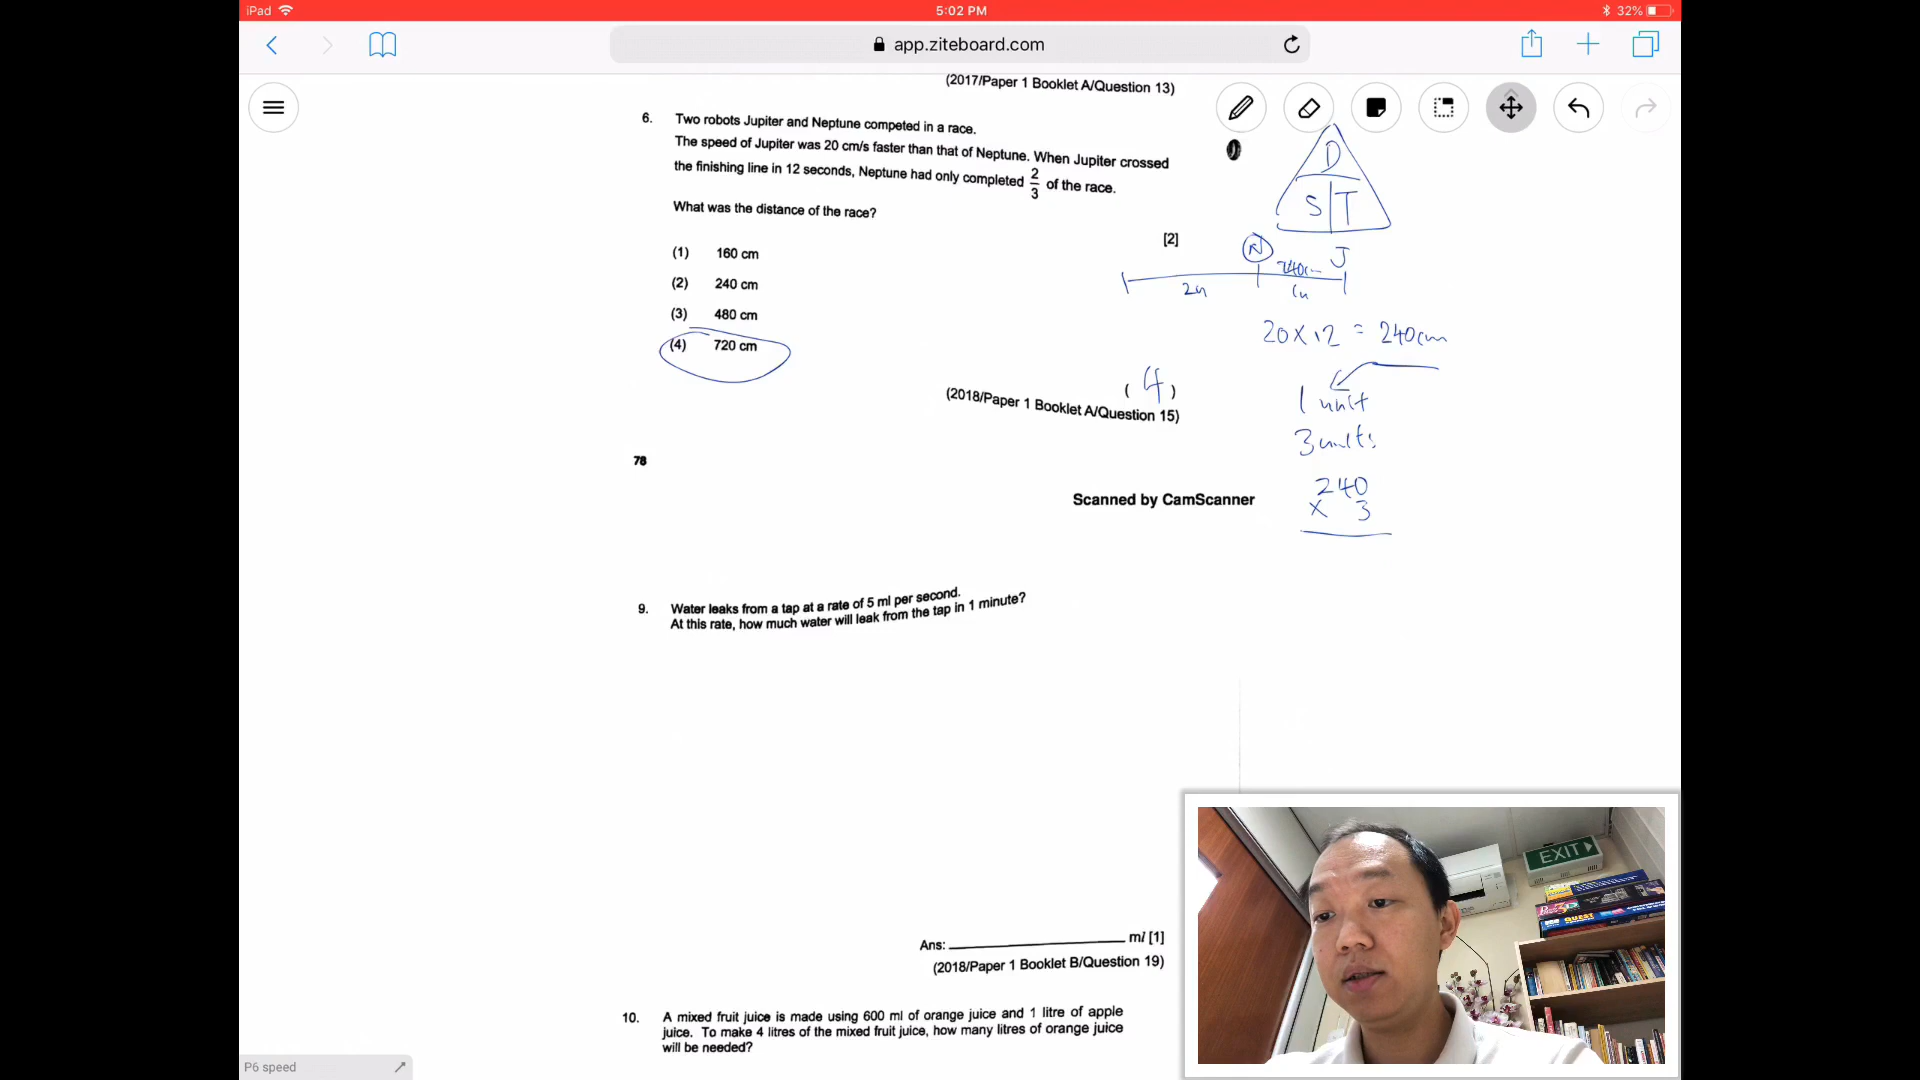 iPad
5:02 PM
32%
app.ziteboard.com
(2017/Paper 1 Booklet A/Question 13)
6. Two robots Jupiter and Neptune competed in a race.
The speed of Jupiter was 20 cm/s faster than that of Neptune. When Jupiter crossed
the finishing line in 12 seconds, Neptune had only completed 2/3 of the race.
What was the distance of the race?
[2]
(1) 160 cm
(2) 240 cm
(3) 480 cm
(4) 720 cm
( 4 )
(2018/Paper 1 Booklet A/Question 15)
78
Scanned by CamScanner
D
S T
N 240cm J
2u 1u
20 x 12 = 240cm
1 unit
3 units
240
x 3
9. Water leaks from a tap at a rate of 5 ml per second.
At this rate, how much water will leak from the tap in 1 minute?
Ans: ml [1]
(2018/Paper 1 Booklet B/Question 19)
10. A mixed fruit juice is made using 600 ml of orange juice and 1 litre of apple
juice. To make 4 litres of the mixed fruit juice, how many litres of orange juice
will be needed?
P6 speed
EXIT
QUEST